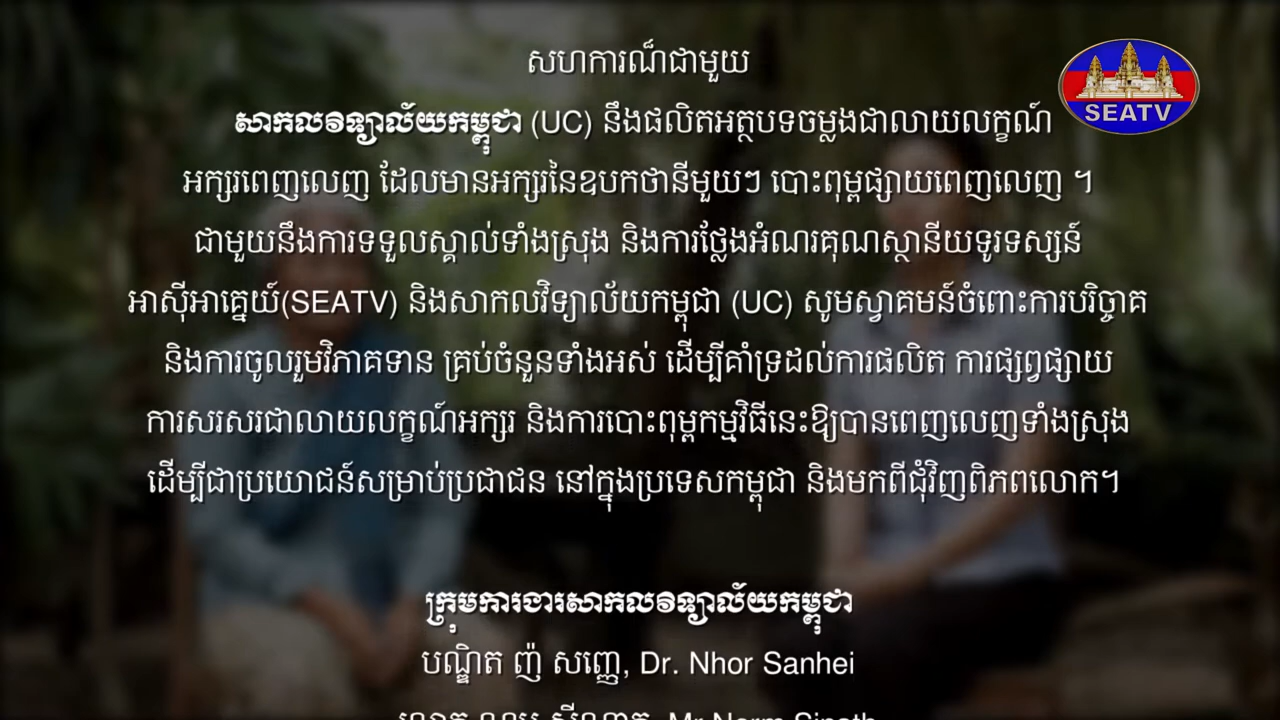 សហការណ៍ជាមួយ
SEATV
សាកលវិទ្យាល័យកម្ពុជា (UC) នឹងផលិតអត្ថបទចម្លងជាលាយលក្ខណ៍
អក្សរពេញលេញ ដែលមានអក្សរនៃឧបកថានីមួយៗ បោះពុម្ពផ្សាយពេញលេញ ។
ជាមួយនឹងការទទួលស្គាល់ទាំងស្រុង និងការថ្លែងអំណរគុណស្ថានីយទូរទស្សន៍
អាស៊ីអាគ្នេយ៍(SEATV) និងសាកលវិទ្យាល័យកម្ពុជា (UC) សូមស្វាគមន៍ចំពោះការបរិច្ចាគ
និងការចូលរួមវិភាគទាន គ្រប់ចំនួនទាំងអស់ ដើម្បីគាំទ្រដល់ការផលិត ការផ្សព្វផ្សាយ
ការសរសរជាលាយលក្ខណ៍អក្សរ និងការបោះពុម្ពកម្មវិធីនេះឱ្យបានពេញលេញទាំងស្រុង
ដើម្បីជាប្រយោជន៍សម្រាប់ប្រជាជន នៅក្នុងប្រទេសកម្ពុជា និងមកពីជុំវិញពិភពលោក។
ក្រុមការងារសាកលវិទ្យាល័យកម្ពុជា
បណ្ឌិត ញ៉ សញ្ញេ, Dr. Nhor Sanhei